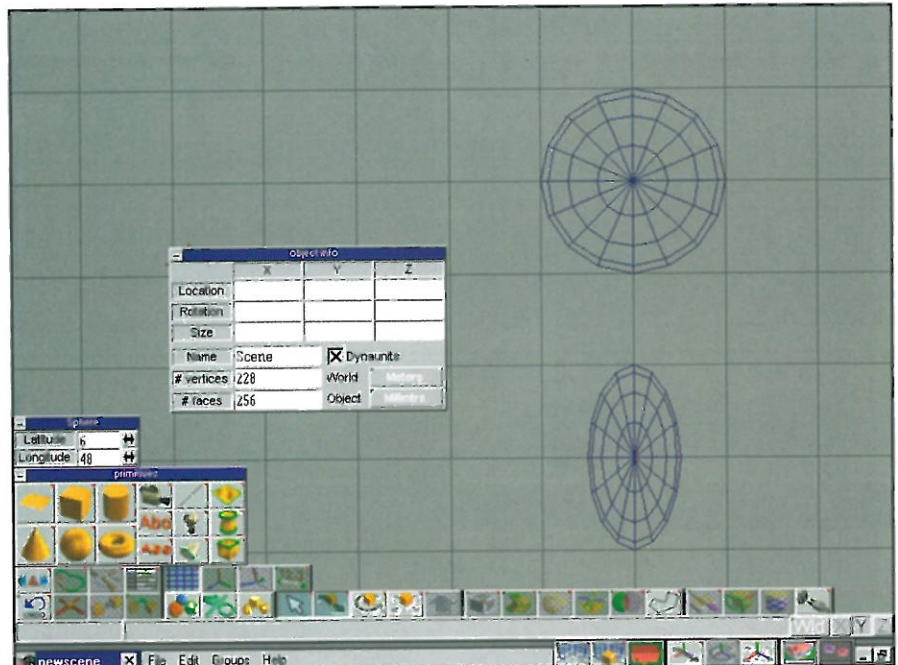 object info
X Y Z
Location
Rotation
Size
Name Scene Dynaunits
# vertices 228 World Meters
# faces 256 Object
Sphere
Latitude 6
Longitude 48
primitives
Wld X Y Z
newscene File Edit Groups Help